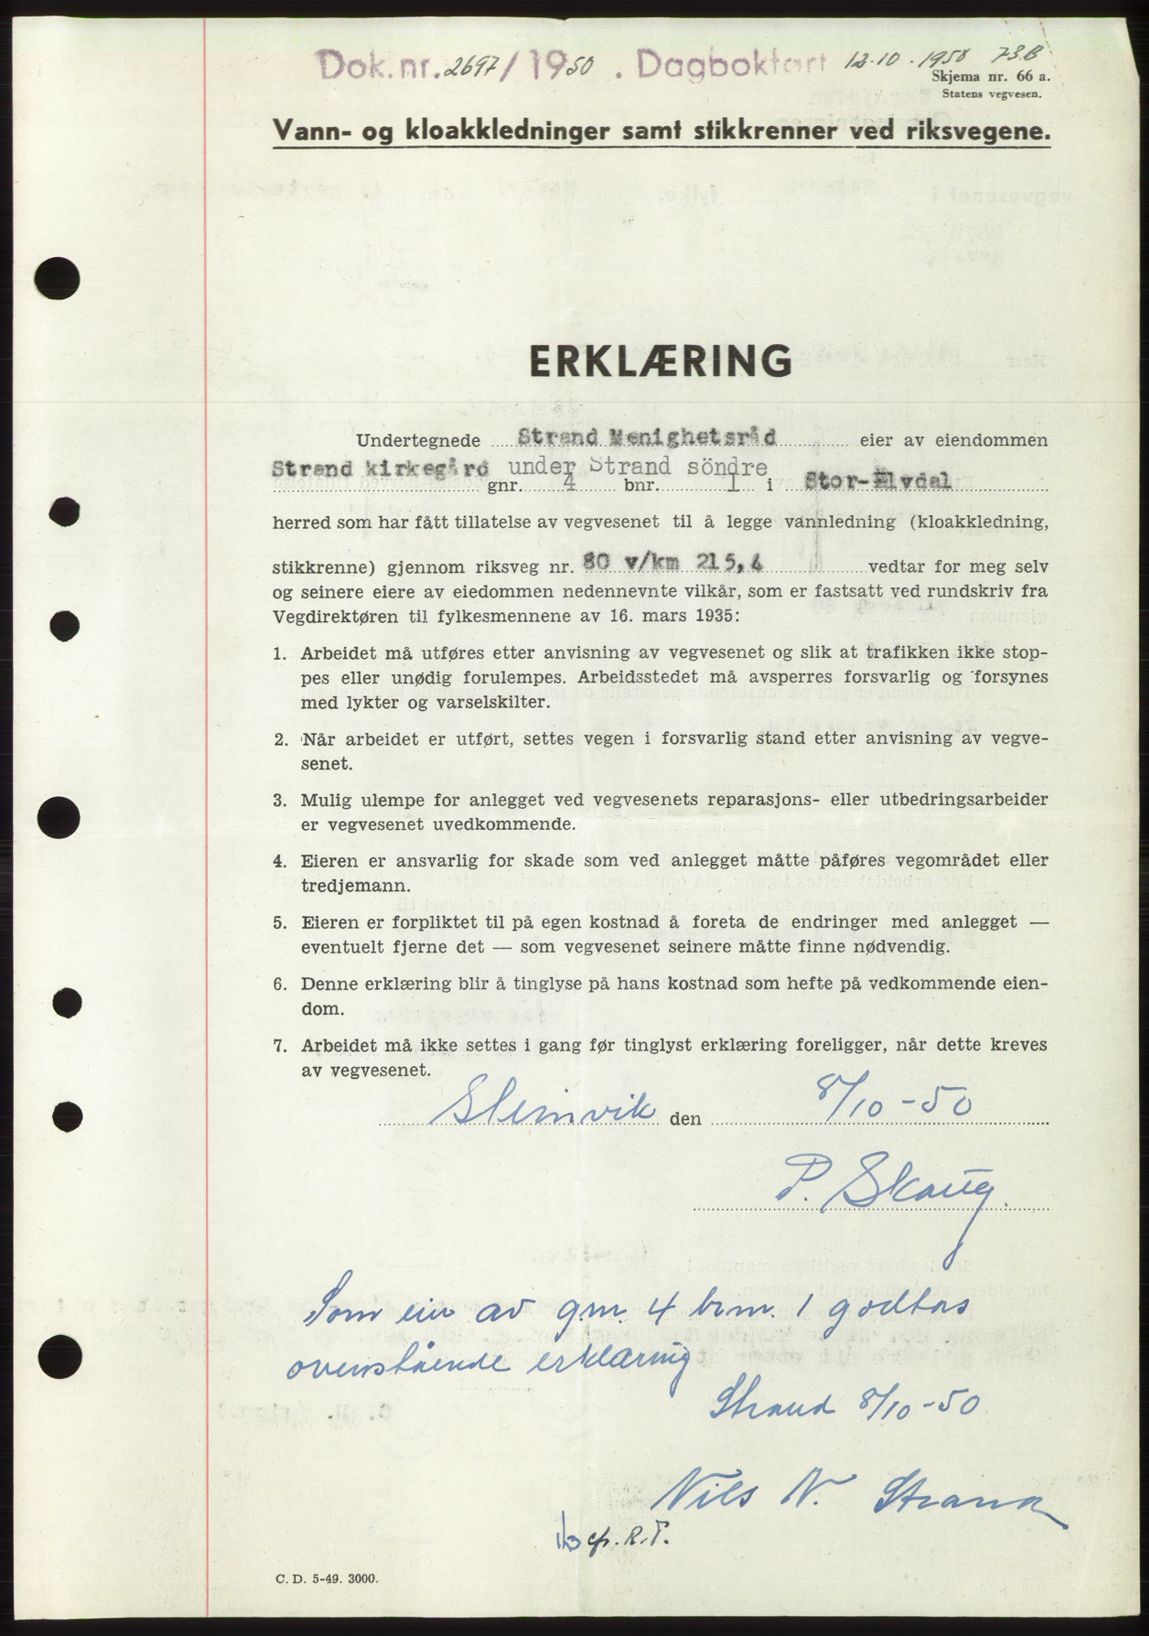 Dok. nr. 2697/1950. Dagbokført 12.10.1950 73B
Skjema nr. 66 a.
Statens vegvesen.
Vann- og kloakkledninger samt stikkrenner ved riksvegene.
ERKLÆRING
Undertegnede Strand Menighetsråd eier av eiendommen
Strand kirkegård under Strand söndre gnr. 4 bnr. 1 i Stor-Elvdal
herred som har fått tillatelse av vegvesenet til å legge vannledning (kloakkledning,
stikkrenne) gjennom riksveg nr. 80 v/km 215,4 vedtar for meg selv
og seinere eiere av eiedommen nedennevnte vilkår, som er fastsatt ved rundskriv fra
Vegdirektøren til fylkesmennene av 16. mars 1935:
1. Arbeidet må utføres etter anvisning av vegvesenet og slik at trafikken ikke stop-
pes eller unødig forulempes. Arbeidsstedet må avsperres forsvarlig og forsynes
med lykter og varselskilter.
2. Når arbeidet er utført, settes vegen i forsvarlig stand etter anvisning av vegve-
senet.
3. Mulig ulempe for anlegget ved vegvesenets reparasjons- eller utbedringsarbeider
er vegvesenet uvedkommende.
4. Eieren er ansvarlig for skade som ved anlegget måtte påføres vegområdet eller
tredjemann.
5. Eieren er forpliktet til på egen kostnad å foreta de endringer med anlegget —
eventuelt fjerne det — som vegvesenet seinere måtte finne nødvendig.
6. Denne erklæring blir å tinglyse på hans kostnad som hefte på vedkommende eien-
dom.
7. Arbeidet må ikke settes i gang før tinglyst erklæring foreligger, når dette kreves
av vegvesenet.
Steinvik den 8/10-50
P. Skaug.
Som eier av gnr. 4 brn. 1 godtas
ovenstående erklæring
Strand 8/10-50
Nils N. Strand
R.T.
C. D. 5-49. 3000.